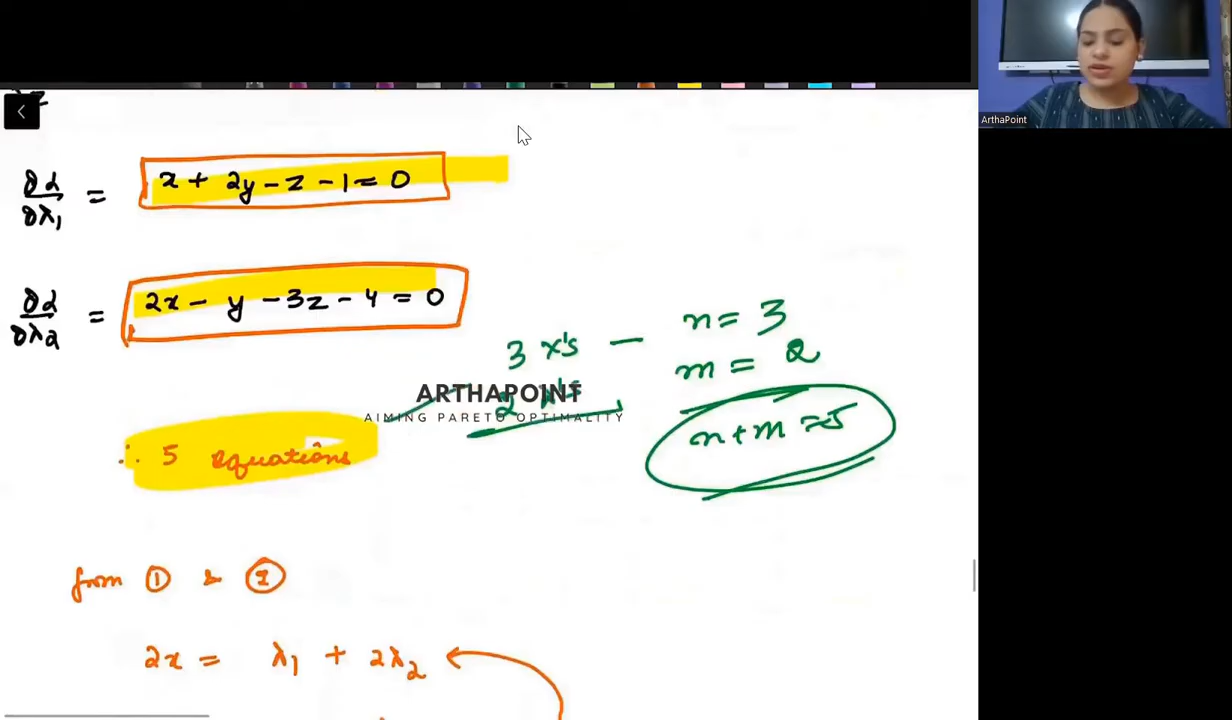 ∂L/∂λ₁ = x + 2y - z - 1 = 0
ArthaPoint
∂L/∂λ₂ = 2x - y - 3z - 4 = 0
3 x's — n = 3
2 λ's m = 2
ARTHAPOINT
AIMING PARETO OPTIMALITY
n + m = 5
∴ 5 equations
from ① & ②
2x = λ₁ + 2λ₂